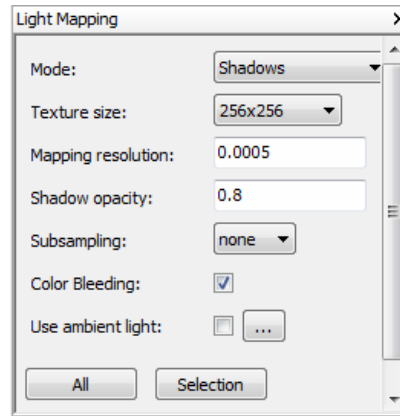 Light Mapping
Mode: Shadows
Texture size: 256x256
Mapping resolution: 0.0005
Shadow opacity: 0.8
Subsampling: none
Color Bleeding:
Use ambient light: ...
All Selection